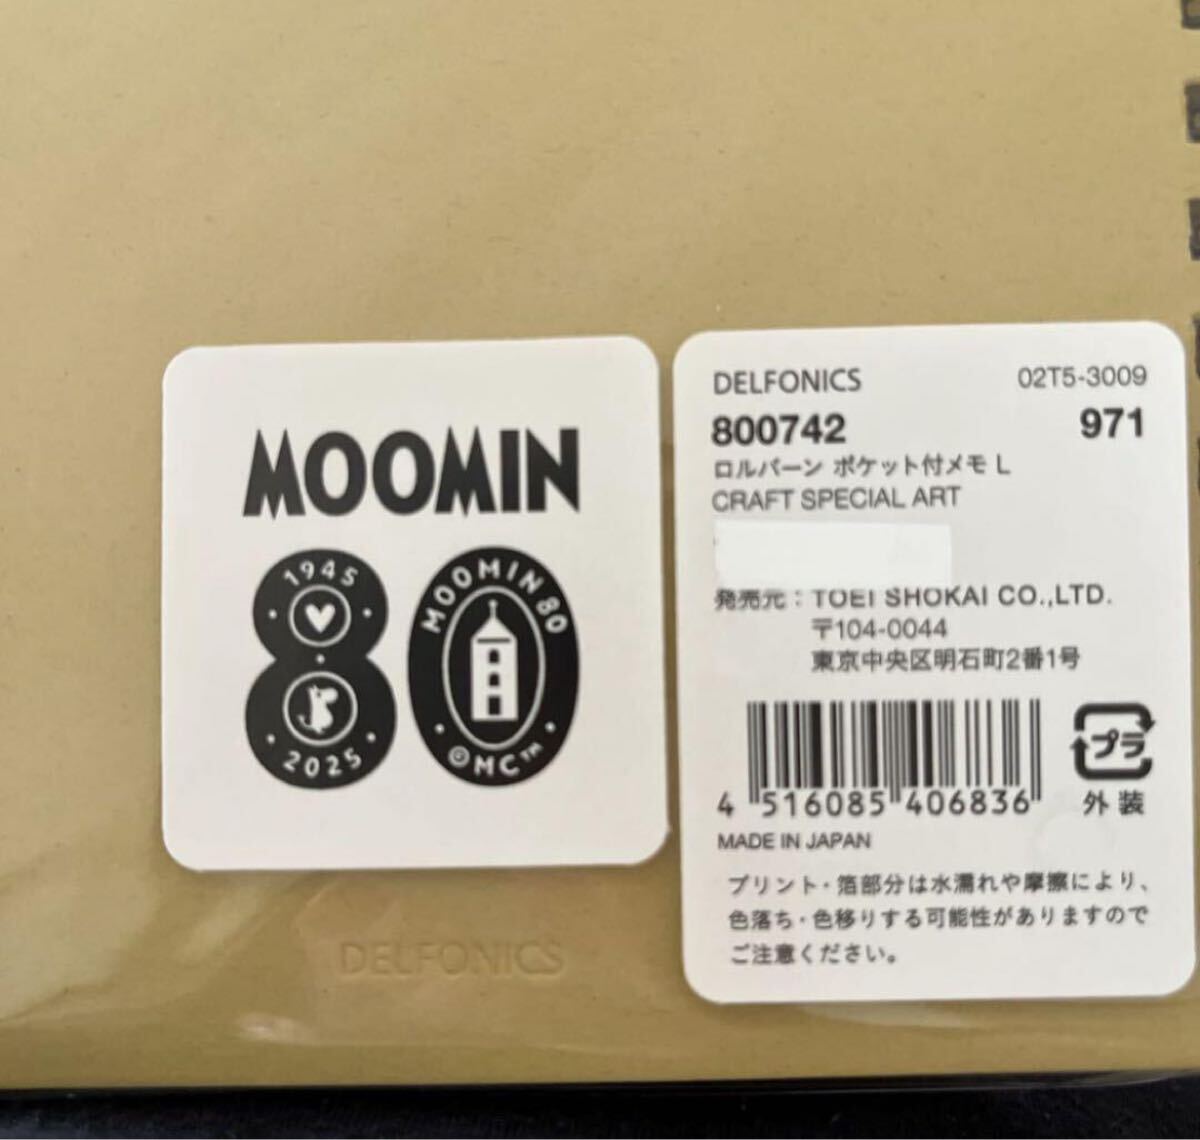 MOOMIN
1945
2025
MOOMIN 80
©MC™
DELFONICS
DELFONICS 02T5-3009
800742 971
ロルバーン ポケット付メモ L
CRAFT SPECIAL ART
発売元：TOEI SHOKAI CO.,LTD.
〒104-0044
東京中央区明石町2番1号
4 516085 406836
プラ
外装
MADE IN JAPAN
プリント・箔部分は水濡れや摩擦により、
色落ち・色移りする可能性がありますので
ご注意ください。